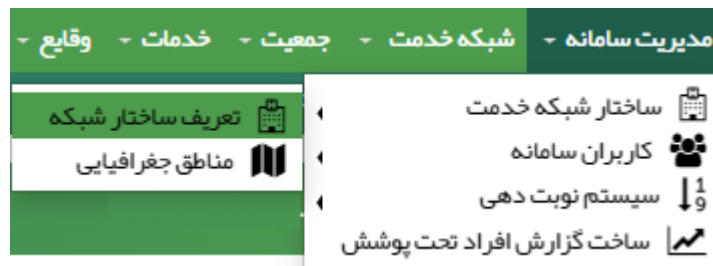 مدیریت سامانه شبکه خدمت جمعیت خدمات وقایع
ساختار شبکه خدمت
کاربران سامانه
سیستم نوبت دهی
ساخت گزارش افراد تحت پوشش
تعریف ساختار شبکه
مناطق جغرافیایی